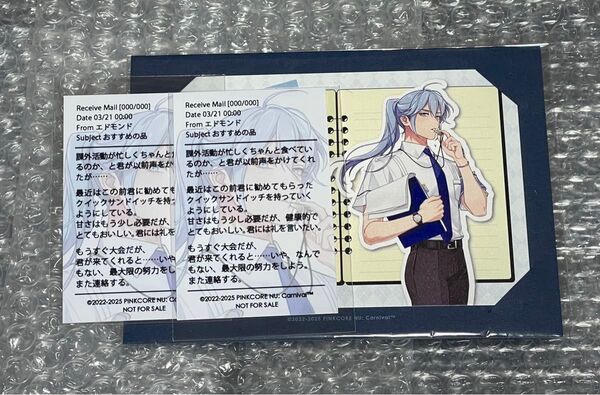 Receive Mail [000/000]
Date 03/21 00:00
From エドモンド
Subject おすすめの品
課外活動が忙しくちゃんと食べてい
るのか、と君が以前声をかけてくれ
たが……
最近はこの前君に勧めてもらった
クイックサンドイッチを持っていく
ようにしている。
甘さはもう少し必要だが、健康的で
とてもおいしい。君には礼を言いたい。
もうすぐ大会だが、
君が来てくれると……いや、なんで
もない、最大限の努力をしよう。
また連絡する。
©2022-2025 PINKCORE NU: Carnival™
NOT FOR SALE
Receive Mail [000/000]
Date 03/21 00:00
From エドモンド
Subject おすすめの品
課外活動が忙しくちゃんと食べてい
るのか、と君が以前声をかけてくれ
たが……
最近はこの前君に勧めてもらった
クイックサンドイッチを持っていく
ようにしている。
甘さはもう少し必要だが、健康的で
とてもおいしい。君には礼を言いたい。
もうすぐ大会だが、
君が来てくれると……いや、なんで
もない、最大限の努力をしよう。
また連絡する。
©2022-2025 PINKCORE NU: Carnival™
NOT FOR SALE
©2022-2025 PINKCORE NU: Carnival™